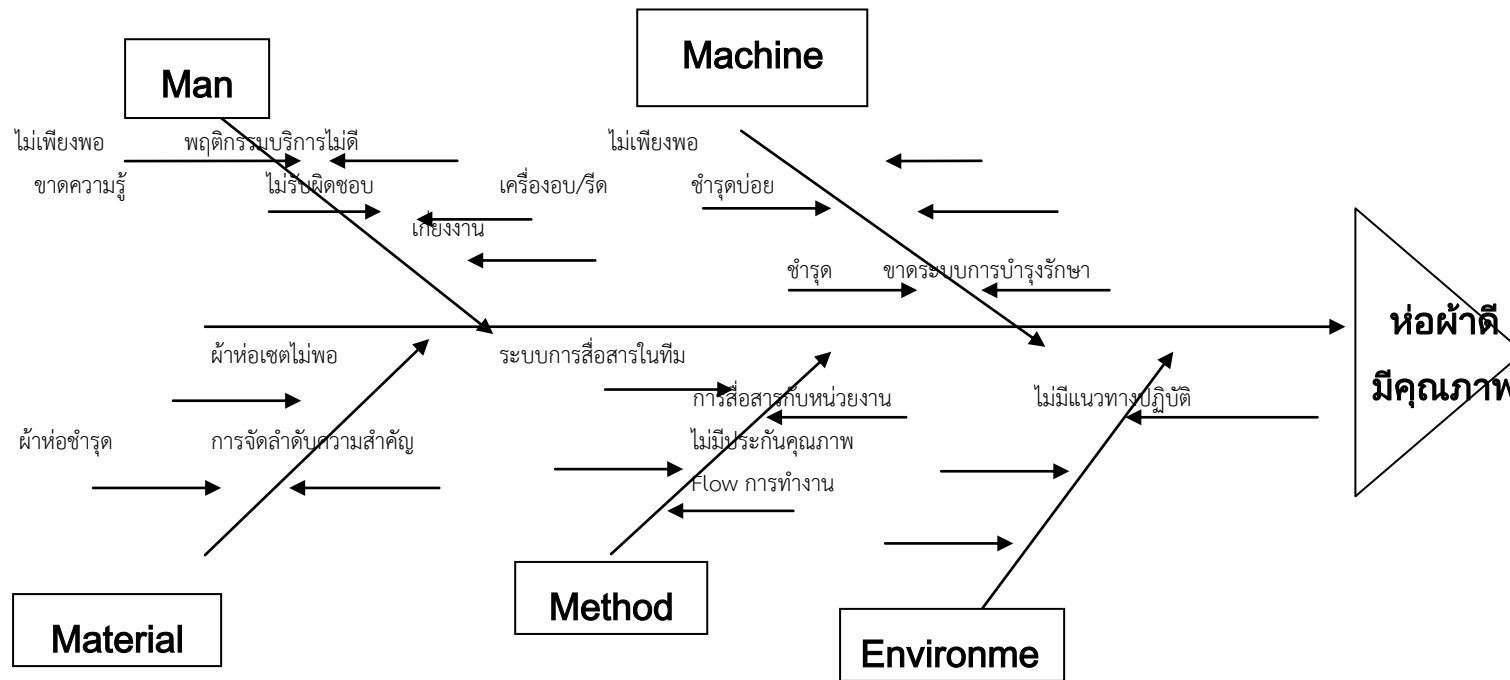 Machine
Man
ไม่เพียงพอ พฤติกรรมบริการไม่ดี ไม่เพียงพอ
ขาดความรู้ ไม่รับผิดชอบ เครื่องอบ/รีด ชำรุดบ่อย
เกี่ยงงาน
ชำรุด ขาดระบบการบำรุงรักษา
ห่อผ้าดี
มีคุณภาพ
ผ้าห่อเซตไม่พอ ระบบการสื่อสารในทีม
การสื่อสารกับหน่วยงาน ไม่มีแนวทางปฏิบัติ
ผ้าห่อชำรุด การจัดลำดับความสำคัญ ไม่มีประกันคุณภาพ
Flow การทำงาน
Method
Material
Environme